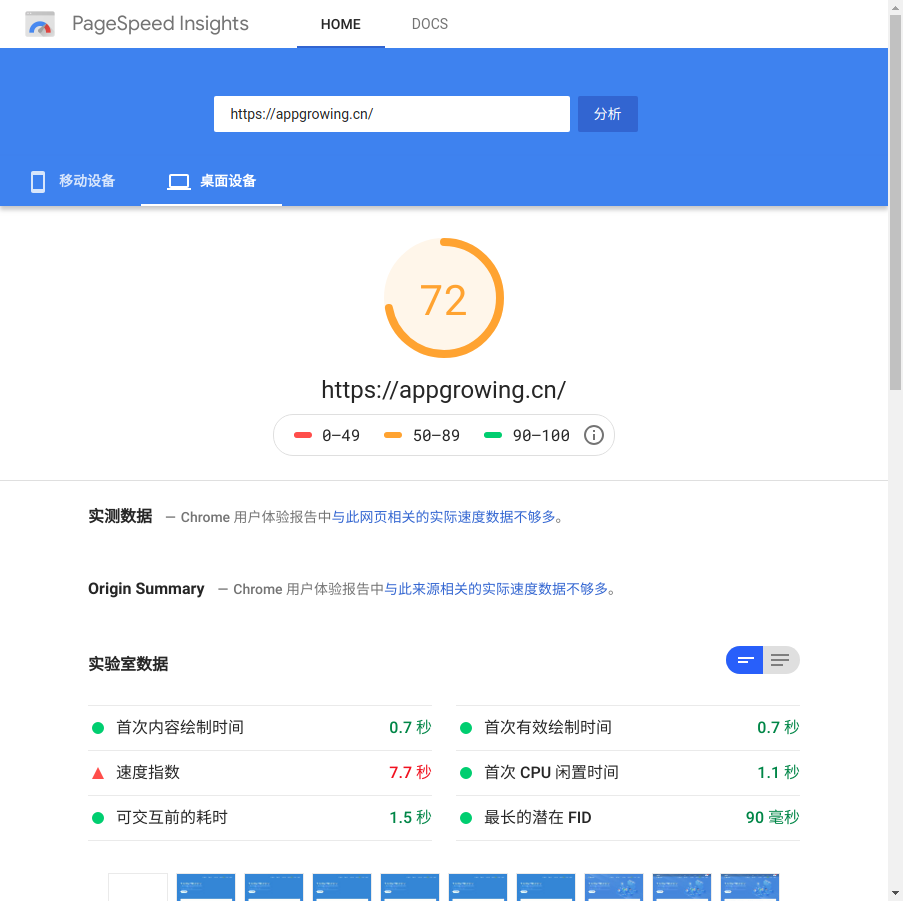 PageSpeed Insights
HOME
DOCS
https://appgrowing.cn/
分析
移动设备
桌面设备
72
https://appgrowing.cn/
0–49
50–89
90–100
实测数据 — Chrome 用户体验报告中与此网页相关的实际速度数据不够多。
Origin Summary — Chrome 用户体验报告中与此来源相关的实际速度数据不够多。
实验室数据
首次内容绘制时间 0.7 秒
首次有效绘制时间 0.7 秒
速度指数 7.7 秒
首次 CPU 闲置时间 1.1 秒
可交互前的耗时 1.5 秒
最长的潜在 FID 90 毫秒